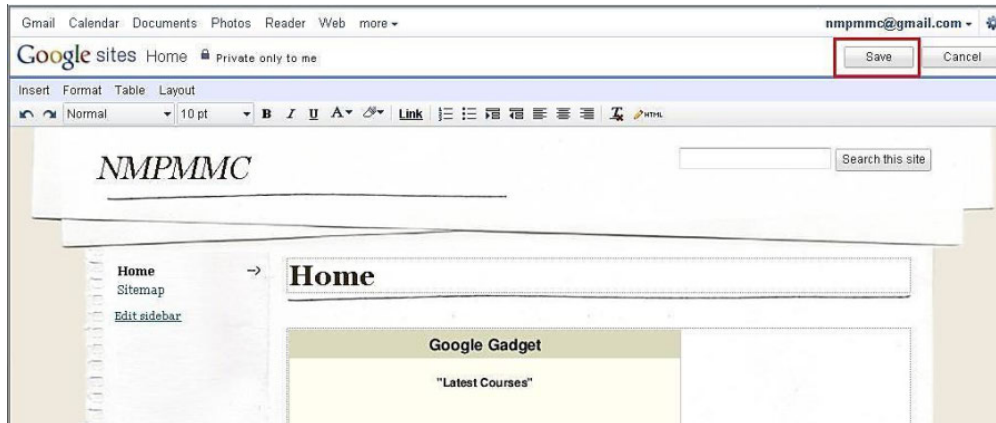 Gmail Calendar Documents Photos Reader Web more
nmpmmc@gmail.com
Google sites Home Private only to me
Save Cancel
Insert Format Table Layout
Normal 10 pt B I U A Link T HTML
NMPMMC
Search this site
Home
Sitemap
Edit sidebar
Home
Google Gadget
"Latest Courses"